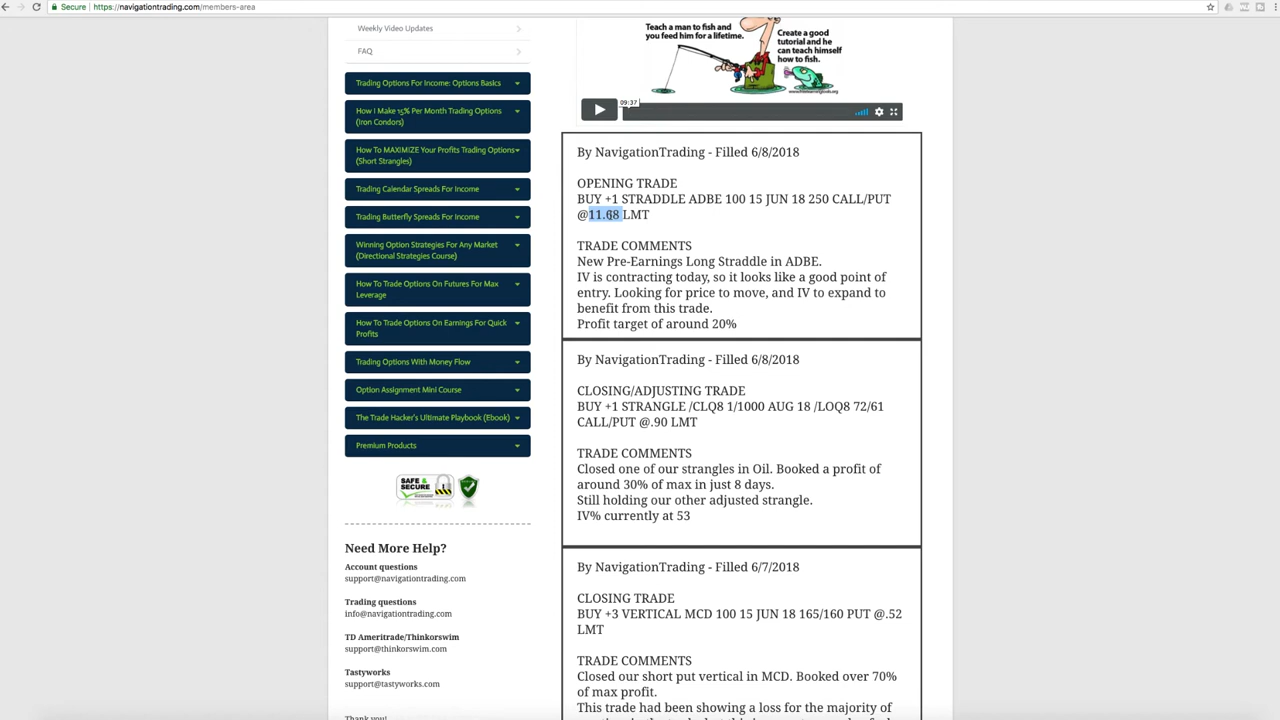 Secure
https://navigationtrading.com/members-area
Weekly Video Updates
FAQ
Trading Options For Income: Options Basics
How I Make 15% Per Month Trading Options
(Iron Condors)
How To MAXIMIZE Your Profits Trading Options
(Short Strangles)
Trading Calendar Spreads For Income
Trading Butterfly Spreads For Income
Winning Option Strategies For Any Market
(Directional Strategies Course)
How To Trade Options On Futures For Max
Leverage
How To Trade Options On Earnings For Quick
Profits
Trading Options With Money Flow
Option Assignment Mini Course
The Trade Hacker's Ultimate Playbook (Ebook)
Premium Products
SAFE &
SECURE
Need More Help?
Account questions
support@navigationtrading.com
Trading questions
info@navigationtrading.com
TD Ameritrade/Thinkorswim
support@thinkorswim.com
Tastyworks
support@tastyworks.com
Thank you!
Teach a man to fish and
you feed him for a lifetime.
Create a good
tutorial and he
can teach himself
how to fish.
09:37
By NavigationTrading - Filled 6/8/2018
OPENING TRADE
BUY +1 STRADDLE ADBE 100 15 JUN 18 250 CALL/PUT
@11.68 LMT
TRADE COMMENTS
New Pre-Earnings Long Straddle in ADBE.
IV is contracting today, so it looks like a good point of
entry. Looking for price to move, and IV to expand to
benefit from this trade.
Profit target of around 20%
By NavigationTrading - Filled 6/8/2018
CLOSING/ADJUSTING TRADE
BUY +1 STRANGLE /CLQ8 1/1000 AUG 18 /LOQ8 72/61
CALL/PUT @.90 LMT
TRADE COMMENTS
Closed one of our strangles in Oil. Booked a profit of
around 30% of max in just 8 days.
Still holding our other adjusted strangle.
IV% currently at 53
By NavigationTrading - Filled 6/7/2018
CLOSING TRADE
BUY +3 VERTICAL MCD 100 15 JUN 18 165/160 PUT @.52
LMT
TRADE COMMENTS
Closed our short put vertical in MCD. Booked over 70%
of max profit.
This trade had been showing a loss for the majority of